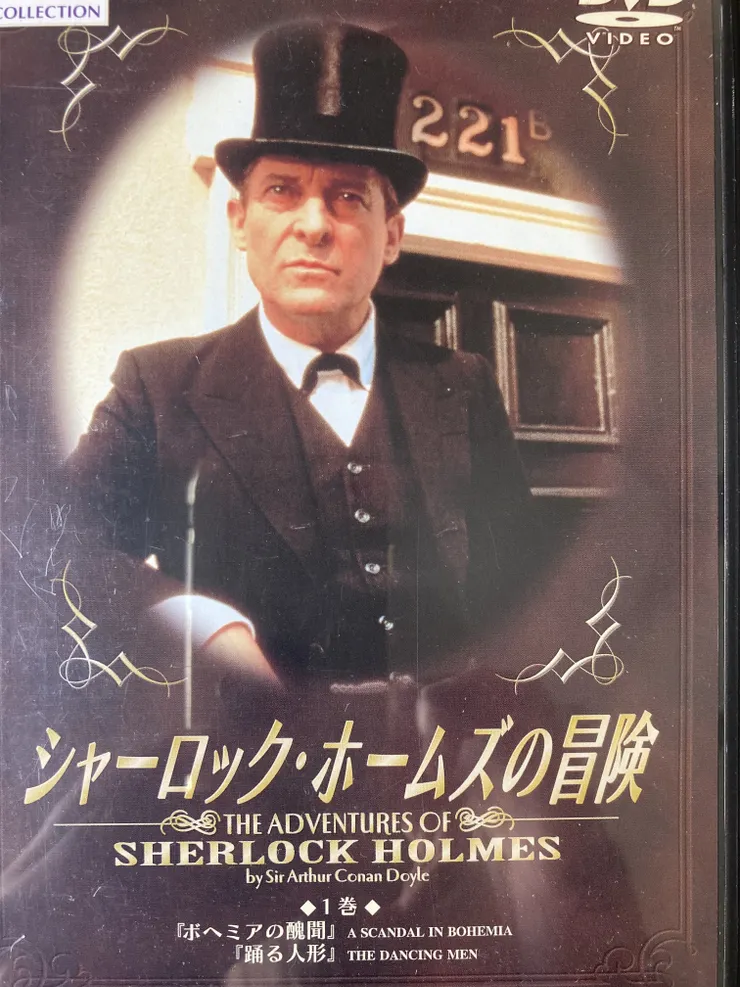 COLLECTION
DVD
VIDEO™
221B
シャーロック・ホームズの冒険
THE ADVENTURES OF
SHERLOCK HOLMES
by Sir Arthur Conan Doyle
◆1巻◆
『ボヘミアの醜聞』 A SCANDAL IN BOHEMIA
『踊る人形』 THE DANCING MEN